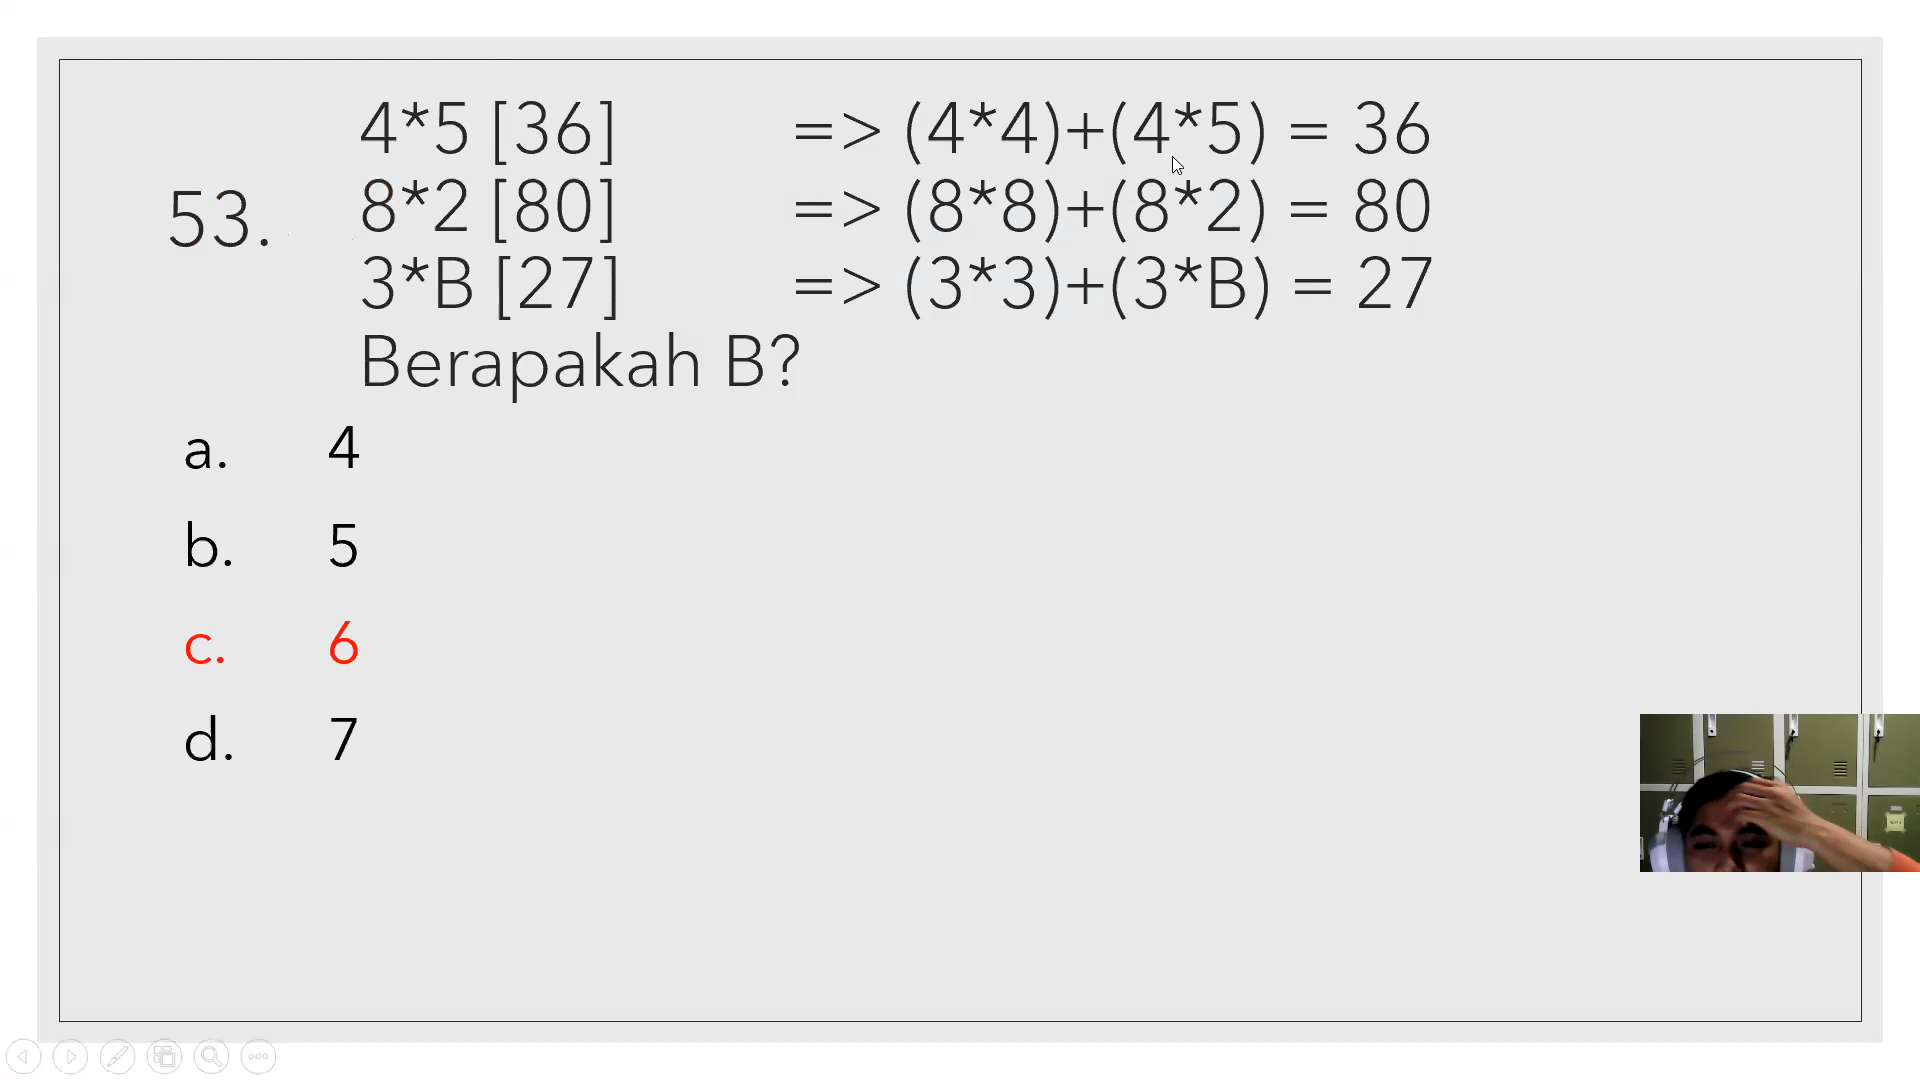 4*5 [36] => (4*4)+(4*5) = 36
53. 8*2 [80] => (8*8)+(8*2) = 80
3*B [27] => (3*3)+(3*B) = 27
Berapakah B?
a. 4
b. 5
c. 6
d. 7